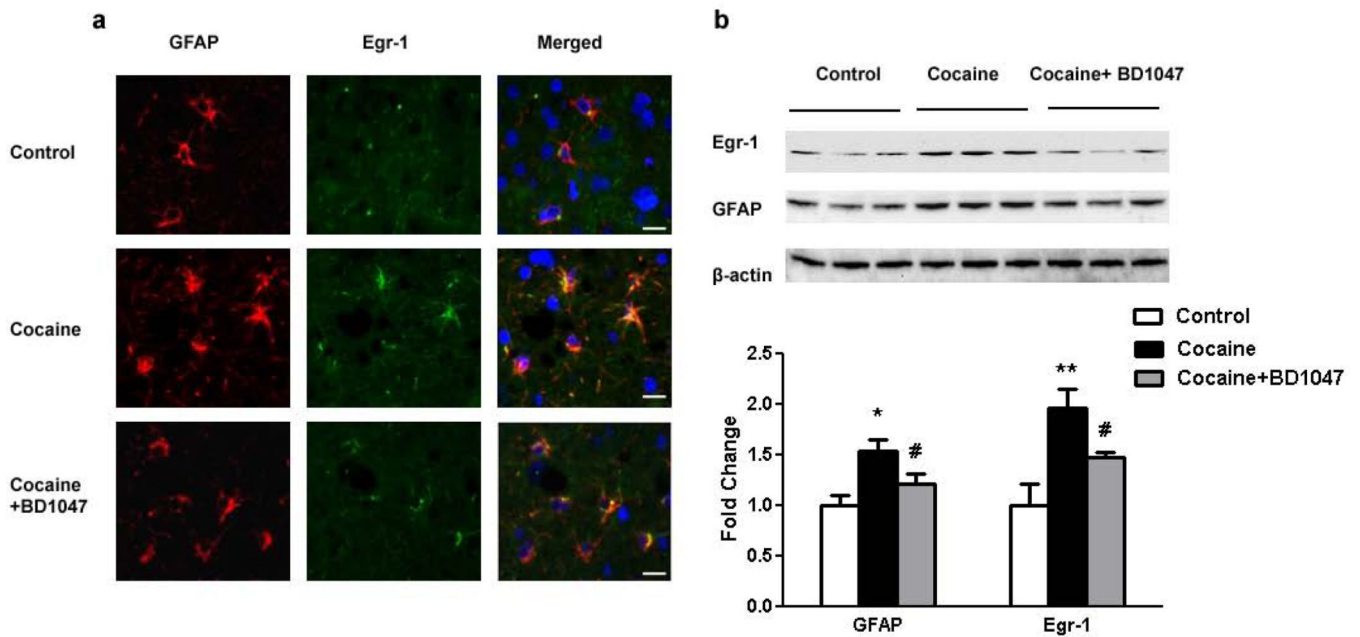 a
GFAP Egr-1 Merged
Control
Cocaine
Cocaine
+BD1047
b
Control Cocaine Cocaine+ BD1047
Egr-1
GFAP
β-actin
Control
Cocaine
Cocaine+BD1047
Fold Change
2.5
2.0
1.5
1.0
0.5
0.0
*
#
**
#
GFAP Egr-1